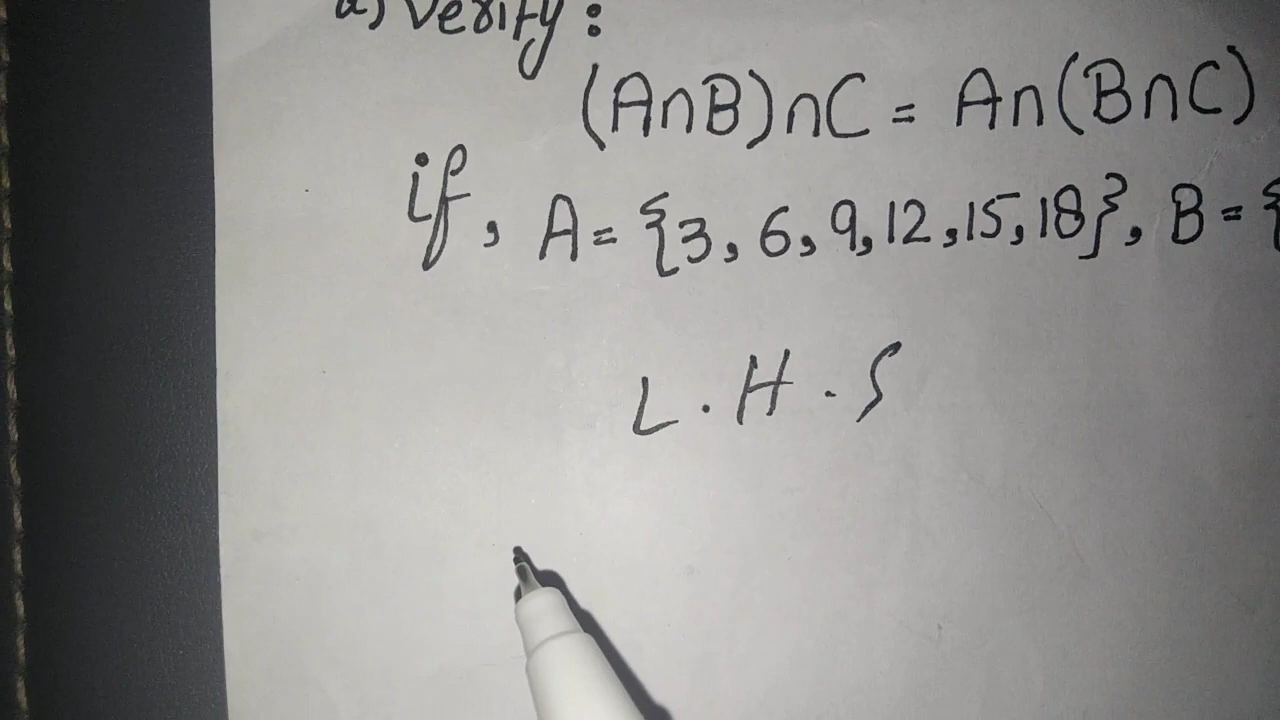 a) Verify:
(A∩B)∩C = A∩(B∩C)
if, A= {3, 6, 9, 12, 15, 18}, B = {
L.H.S